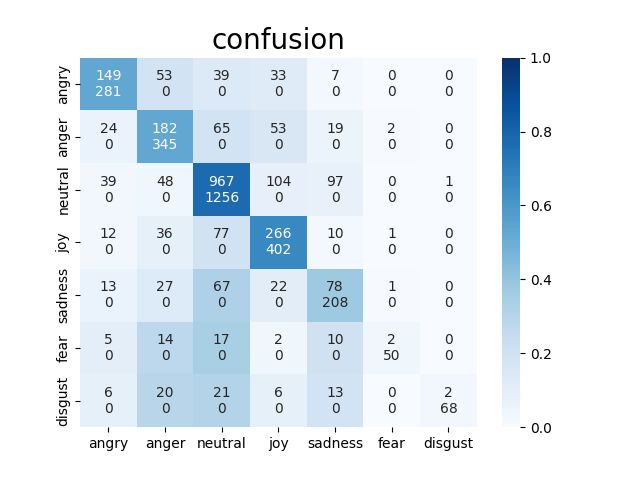 confusion
angry 149 53 39 33 7 0 0
281 0 0 0 0 0 0
anger 24 182 65 53 19 2 0
0 345 0 0 0 0 0
neutral 39 48 967 104 97 0 1
0 0 1256 0 0 0 0
joy 12 36 77 266 10 1 0
0 0 0 402 0 0 0
sadness 13 27 67 22 78 1 0
0 0 0 0 208 0 0
fear 5 14 17 2 10 2 0
0 0 0 0 0 50 0
disgust 6 20 21 6 13 0 2
0 0 0 0 0 0 68
angry anger neutral joy sadness fear disgust
1.0
0.8
0.6
0.4
0.2
0.0